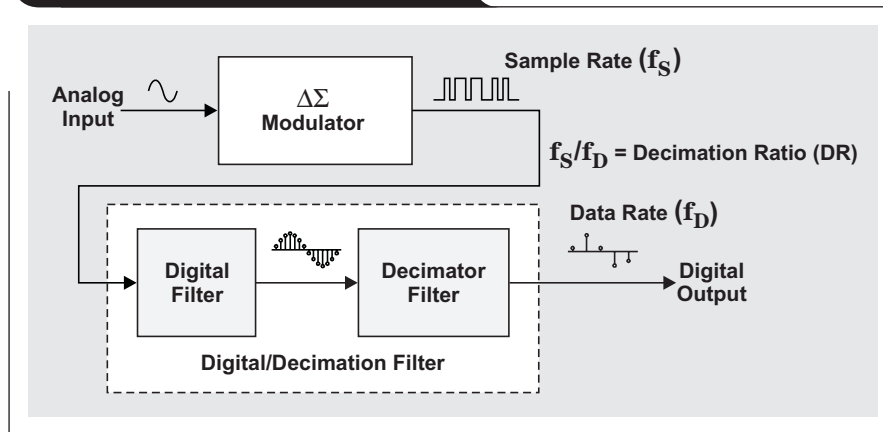 Sample Rate (fS)
Analog
Input
ΔΣ
Modulator
fS/fD = Decimation Ratio (DR)
Data Rate (fD)
Digital
Filter
Decimator
Filter
Digital
Output
Digital/Decimation Filter